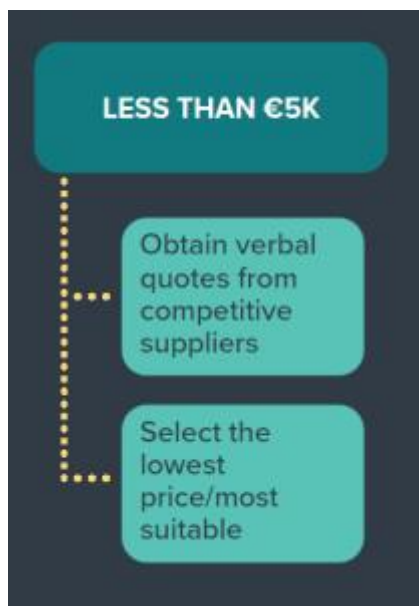 LESS THAN €5K
Obtain verbal
quotes from
competitive
suppliers
Select the
lowest
price/most
suitable